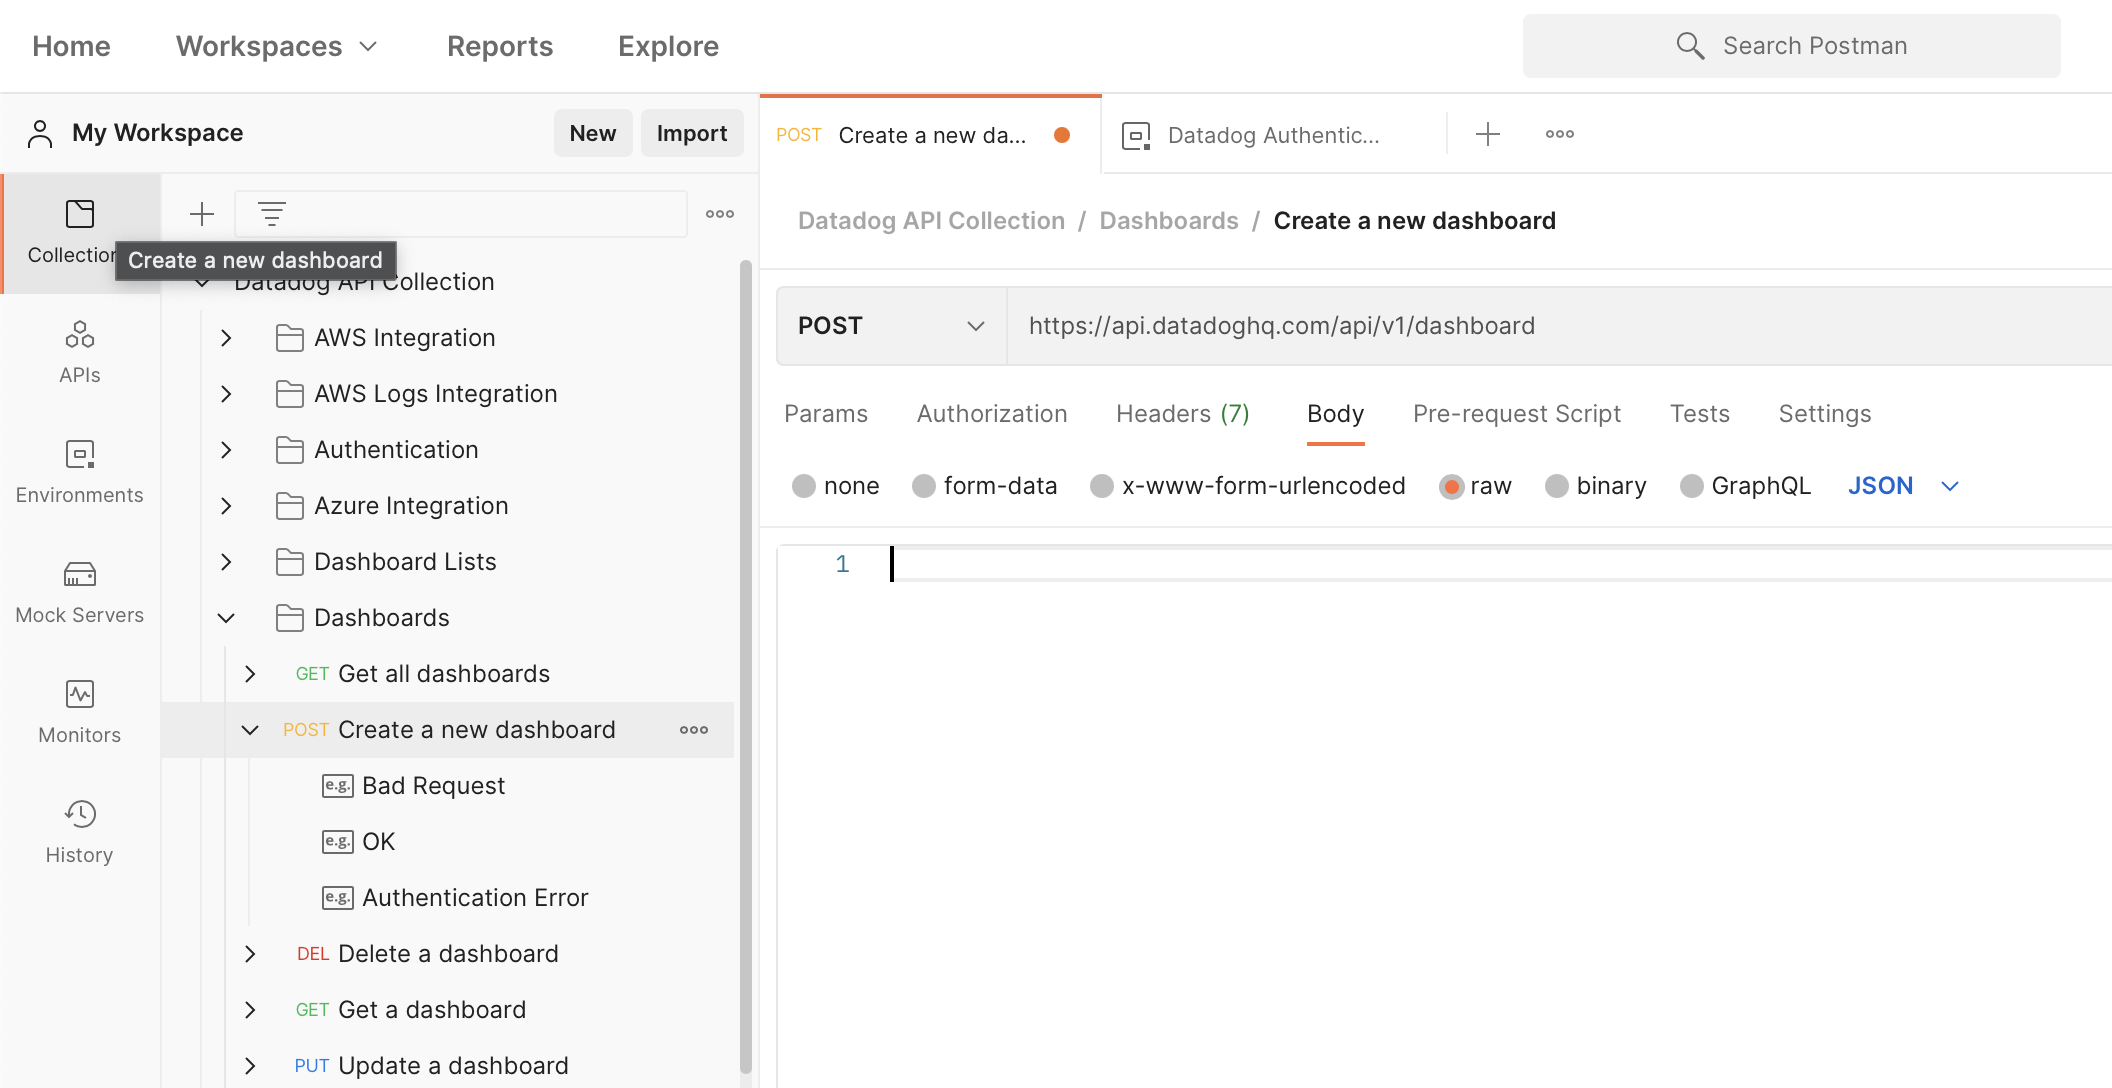 Home Workspaces Reports Explore Search Postman
My Workspace New Import
POST Create a new da... Datadog Authentic...
Collection
Create a new dashboard
APIs
Environments
Mock Servers
Monitors
History
Datadog API Collection
AWS Integration
AWS Logs Integration
Authentication
Azure Integration
Dashboard Lists
Dashboards
GET Get all dashboards
POST Create a new dashboard
e.g. Bad Request
e.g. OK
e.g. Authentication Error
DEL Delete a dashboard
GET Get a dashboard
PUT Update a dashboard
Datadog API Collection / Dashboards / Create a new dashboard
POST https://api.datadoghq.com/api/v1/dashboard
Params Authorization Headers (7) Body Pre-request Script Tests Settings
none form-data x-www-form-urlencoded raw binary GraphQL JSON
1